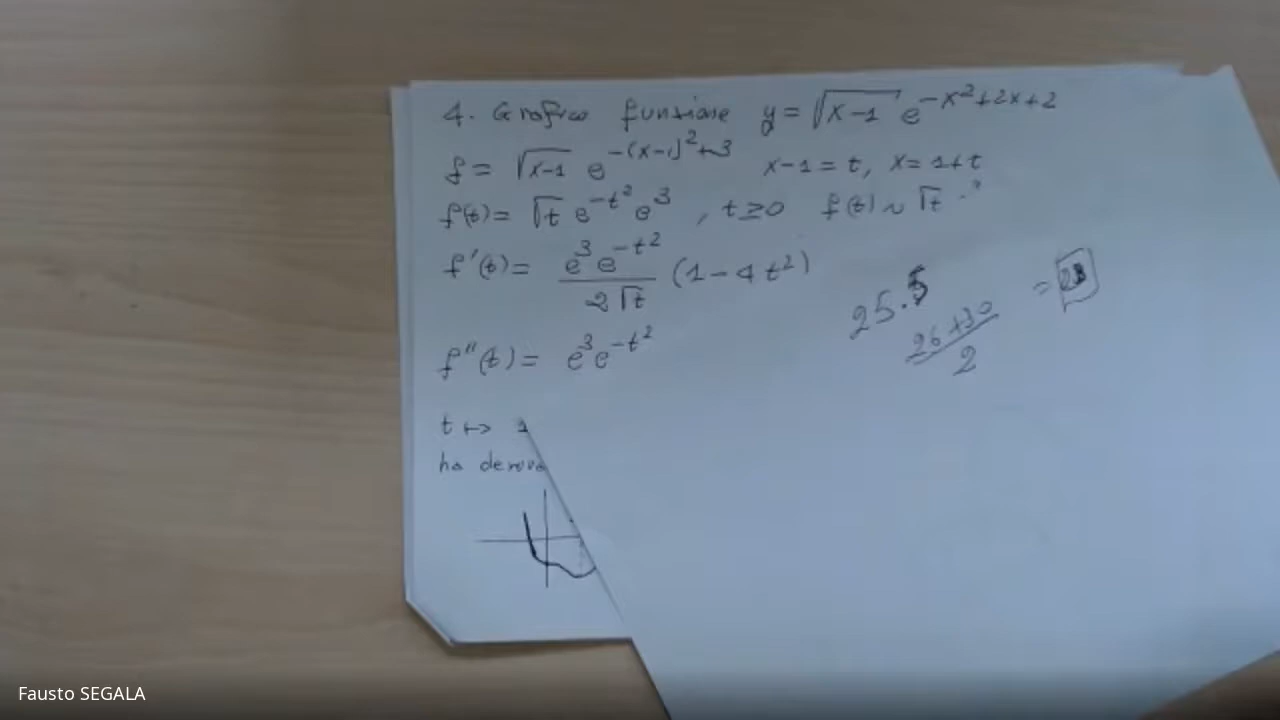 4. Grafico funzione y = √(x-1) e^(-x²+2x+2)
f = √(x-1) e^(-(x-1)²+3) x-1 = t, x = 1+t
f(t) = √t e^(-t²) e³ , t ≥ 0 f(t) ~ √t
f'(t) = e³ e^(-t²) / 2√t (1-4t²)
25.5
26+30 / 2 = 28
f''(t) = e³ e^(-t²)
t ↦ 1
ha deriva
Fausto SEGALA